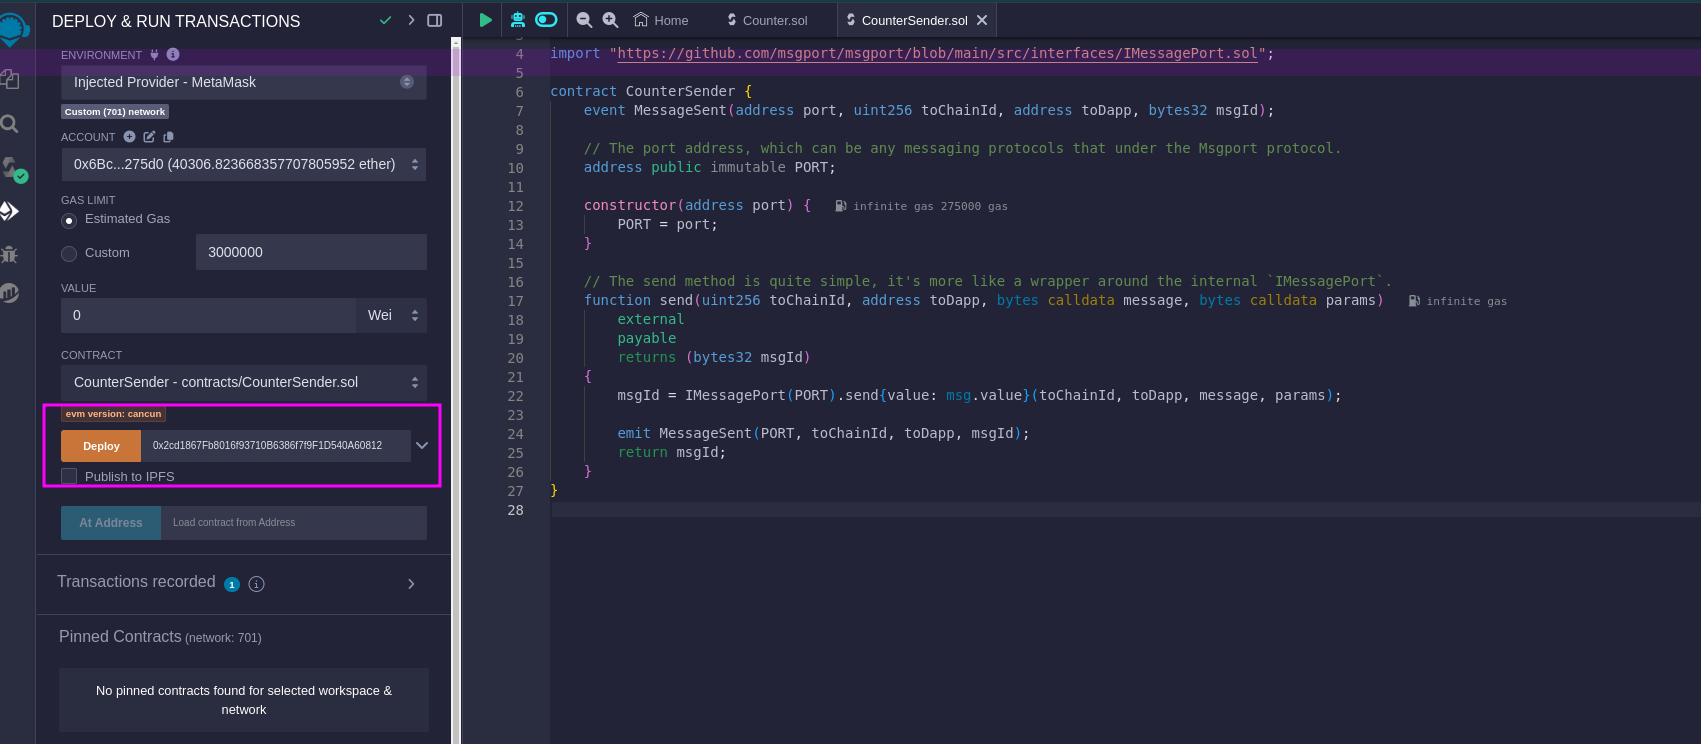 DEPLOY & RUN TRANSACTIONS
ENVIRONMENT
Injected Provider - MetaMask
Custom (701) network
ACCOUNT
0x6Bc...275d0 (40306.823668357707805952 ether)
GAS LIMIT
Estimated Gas
Custom
3000000
VALUE
0
Wei
CONTRACT
CounterSender - contracts/CounterSender.sol
evm version: cancun
Deploy
0x2cd1867Fb8016f93710B6386f7f9F1D540A60812
Publish to IPFS
At Address
Load contract from Address
Transactions recorded 1
Pinned Contracts (network: 701)
No pinned contracts found for selected workspace &
network
Home
Counter.sol
CounterSender.sol
4 import "https://github.com/msgport/msgport/blob/main/src/interfaces/IMessagePort.sol";
5
6 contract CounterSender {
7 event MessageSent(address port, uint256 toChainId, address toDapp, bytes32 msgId);
8
9 // The port address, which can be any messaging protocols that under the Msgport protocol.
10 address public immutable PORT;
11
12 constructor(address port) { infinite gas 275000 gas
13 PORT = port;
14 }
15
16 // The send method is quite simple, it's more like a wrapper around the internal `IMessagePort`.
17 function send(uint256 toChainId, address toDapp, bytes calldata message, bytes calldata params) infinite gas
18 external
19 payable
20 returns (bytes32 msgId)
21 {
22 msgId = IMessagePort(PORT).send{value: msg.value}(toChainId, toDapp, message, params);
23
24 emit MessageSent(PORT, toChainId, toDapp, msgId);
25 return msgId;
26 }
27 }
28